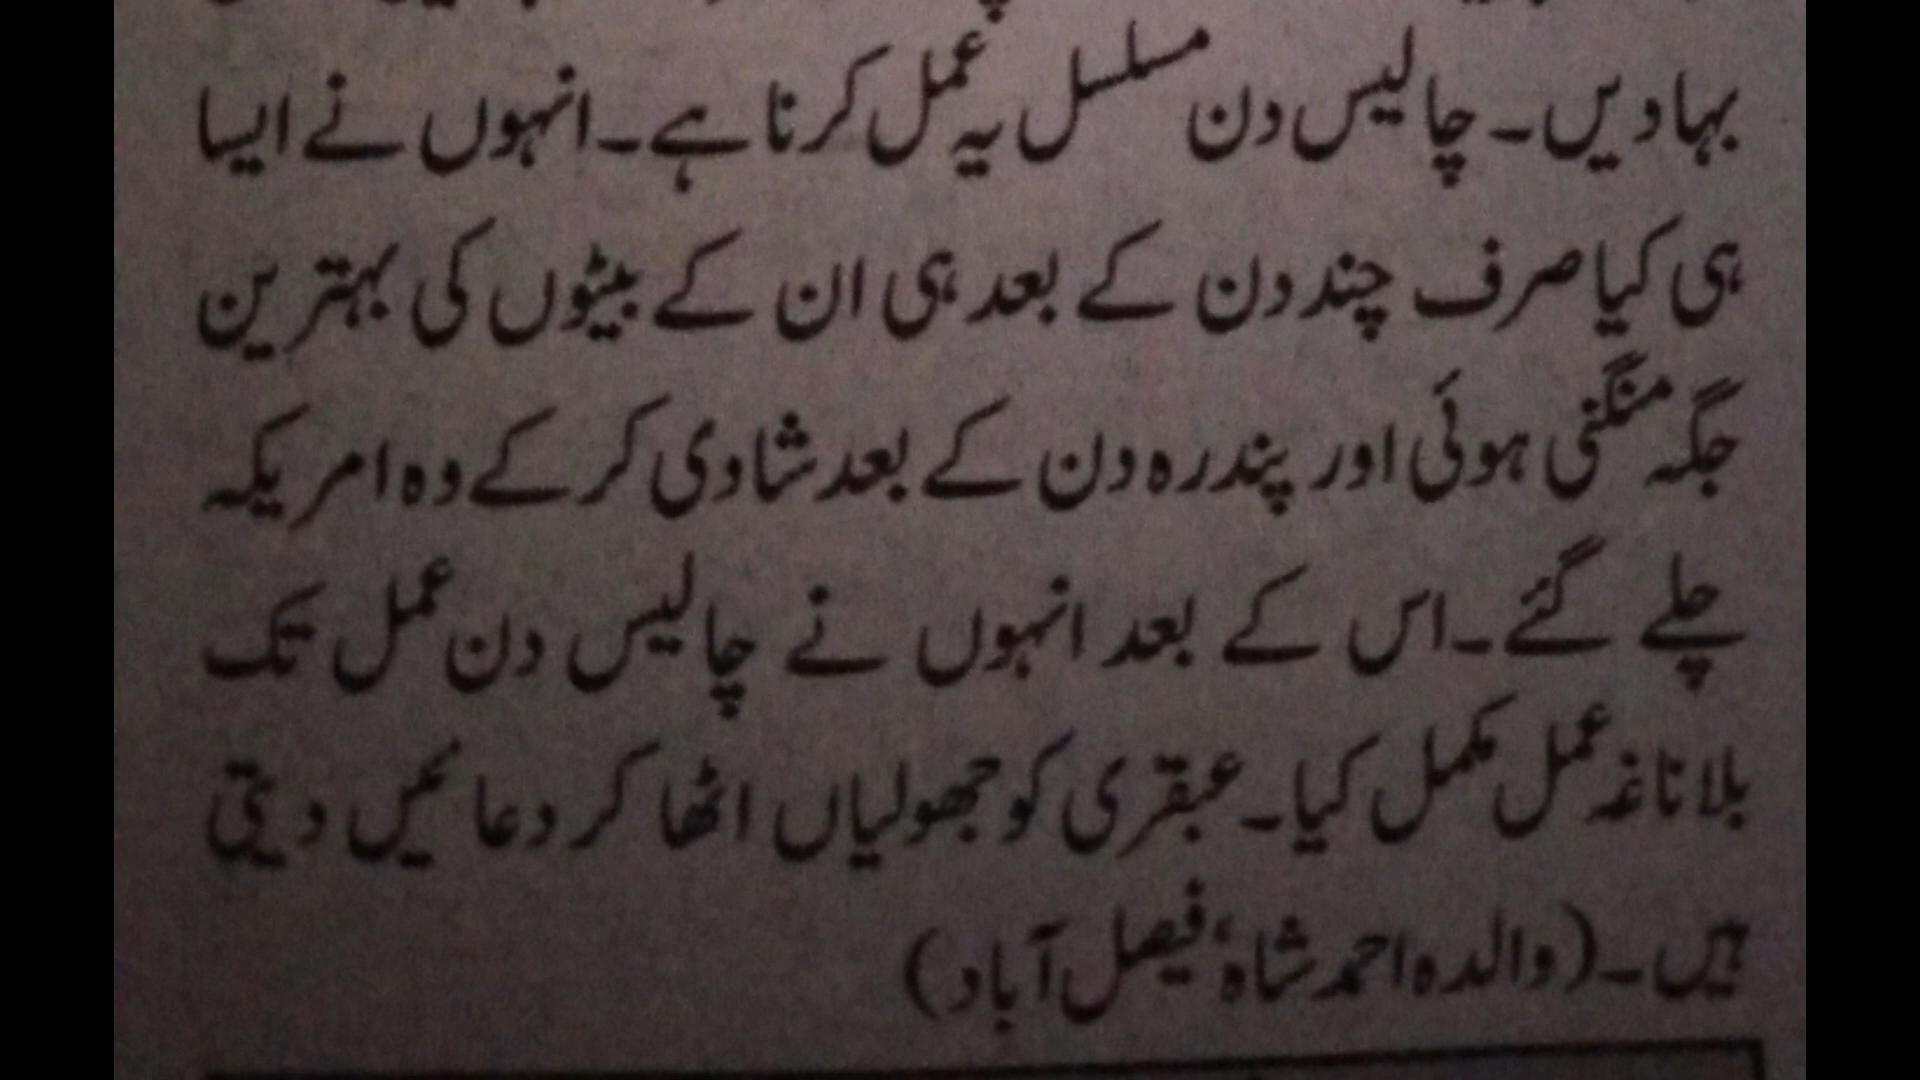 بہادیں۔ چالیس دن مسلسل یہ عمل کرنا ہے۔ انہوں نے ایسا
ہی کیا صرف چند دن کے بعد ہی ان کے بیٹوں کی بہترین
جگہ منگنی ہوئی اور پندرہ دن کے بعد شادی کرکے وہ امریکہ
چلے گئے۔ اس کے بعد انہوں نے چالیس دن عمل تک
بلا ناغہ عمل مکمل کیا۔ عبقری کو جھولیاں اٹھا کر دعائیں دیتی
ہیں۔ (والدہ احمد شاہ، فیصل آباد)